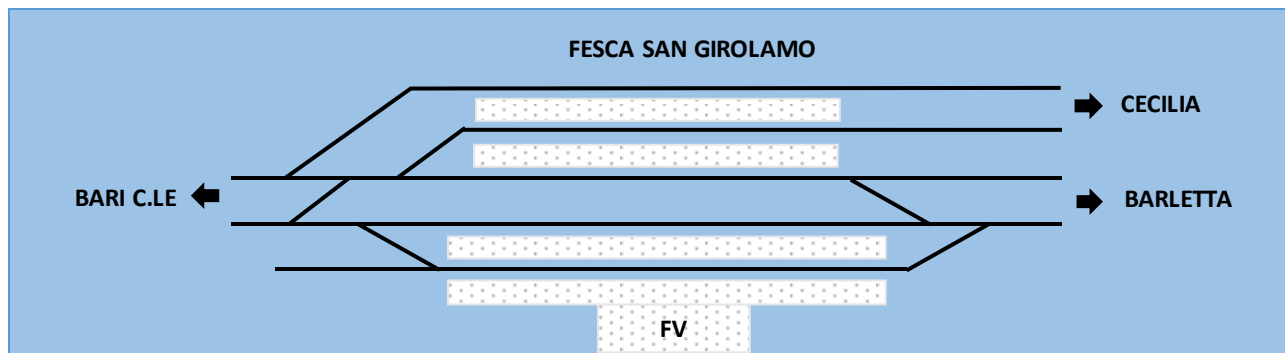 FESCA SAN GIROLAMO
CECILIA
BARI C.LE
BARLETTA
FV